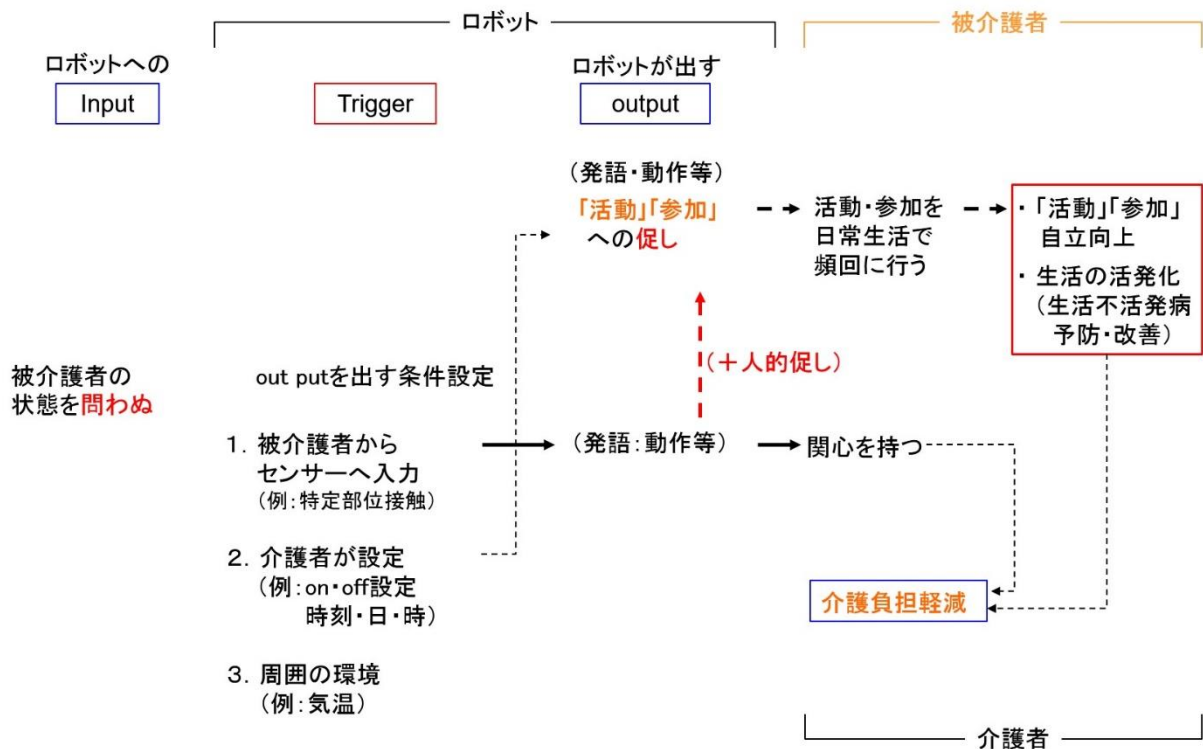 ロボット
被介護者
ロボットへの
Input
Trigger
ロボットが出す
output
(発語・動作等)
「活動」「参加」
への促し
活動・参加を
日常生活で
頻回に行う
・「活動」「参加」
自立向上
・ 生活の活発化
(生活不活発病
予防・改善)
(＋人的促し)
被介護者の
状態を問わぬ
out putを出す条件設定
1. 被介護者から
センサーへ入力
(例:特定部位接触)
(発語:動作等)
関心を持つ
2. 介護者が設定
(例:on・off設定
時刻・日・時)
介護負担軽減
3. 周囲の環境
(例:気温)
介護者